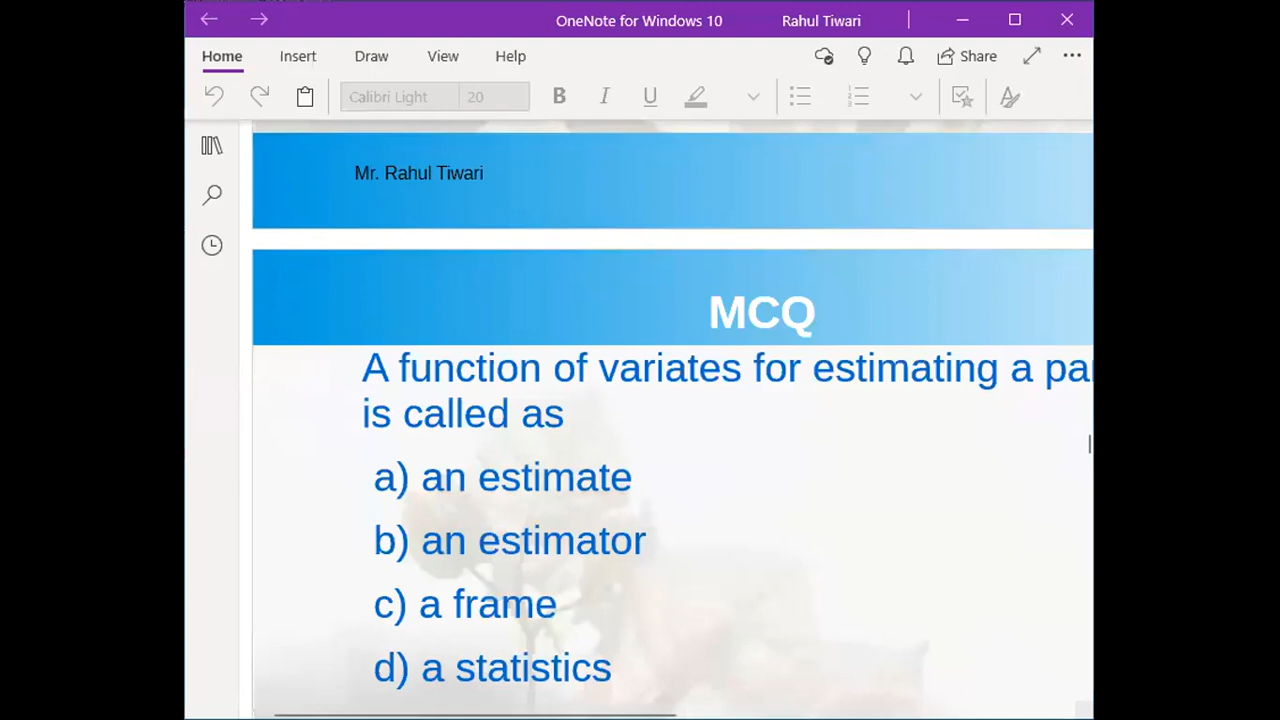 OneNote for Windows 10
Rahul Tiwari
Home Insert Draw View Help
Share
Calibri Light 20
B I U
Mr. Rahul Tiwari
MCQ
A function of variates for estimating a
is called as
a) an estimate
b) an estimator
c) a frame
d) a statistics